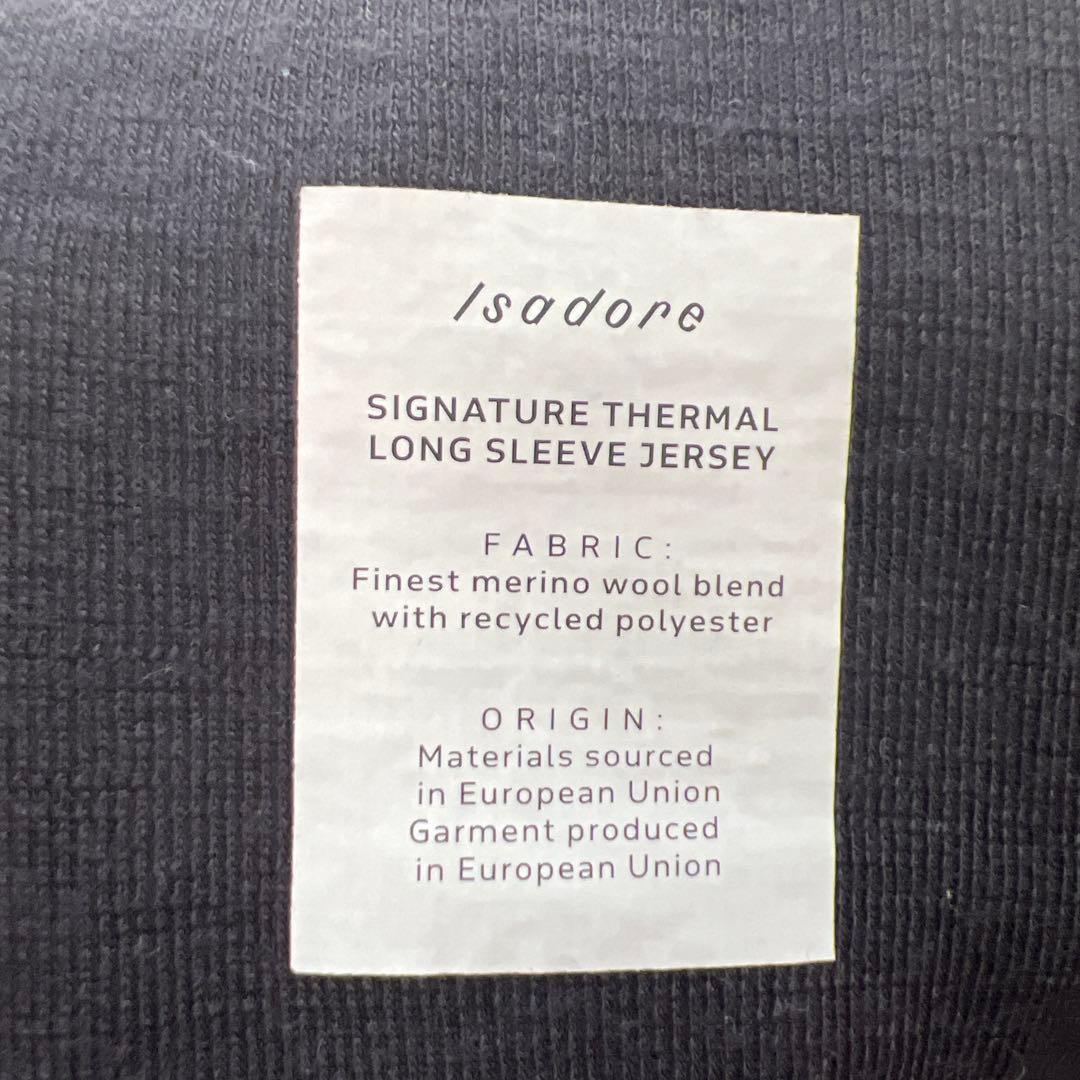 Isadore
SIGNATURE THERMAL
LONG SLEEVE JERSEY
FABRIC:
Finest merino wool blend
with recycled polyester
ORIGIN:
Materials sourced
in European Union
Garment produced
in European Union